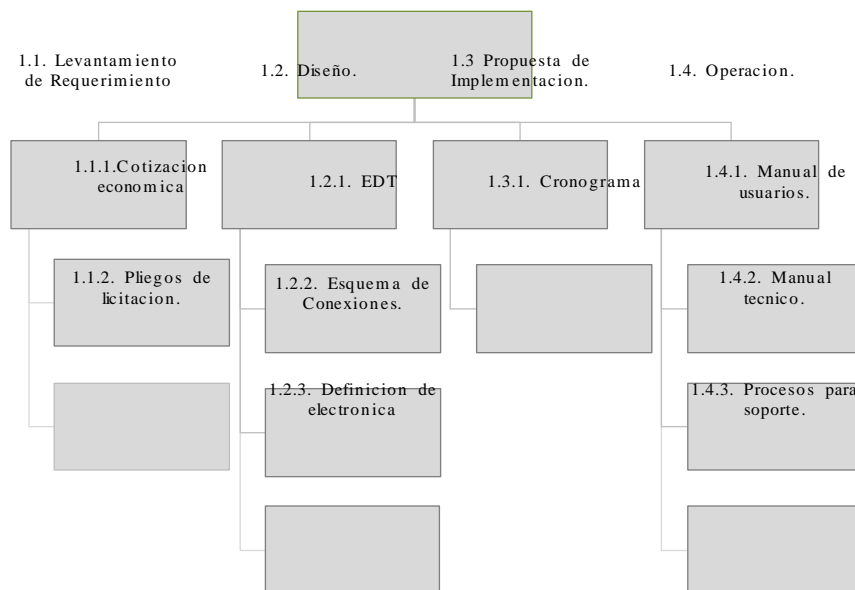 1.1. Levantamiento
de Requerimiento
1.2. Diseño.
1.3 Propuesta de
Implementacion.
1.4. Operacion.
1.1.1.Cotizacion
economica
1.2.1. EDT
1.3.1. Cronograma
1.4.1. Manual de
usuarios.
1.1.2. Pliegos de
licitacion.
1.2.2. Esquema de
Conexiones.
1.4.2. Manual
tecnico.
1.2.3. Definicion de
electronica
1.4.3. Procesos para
soporte.